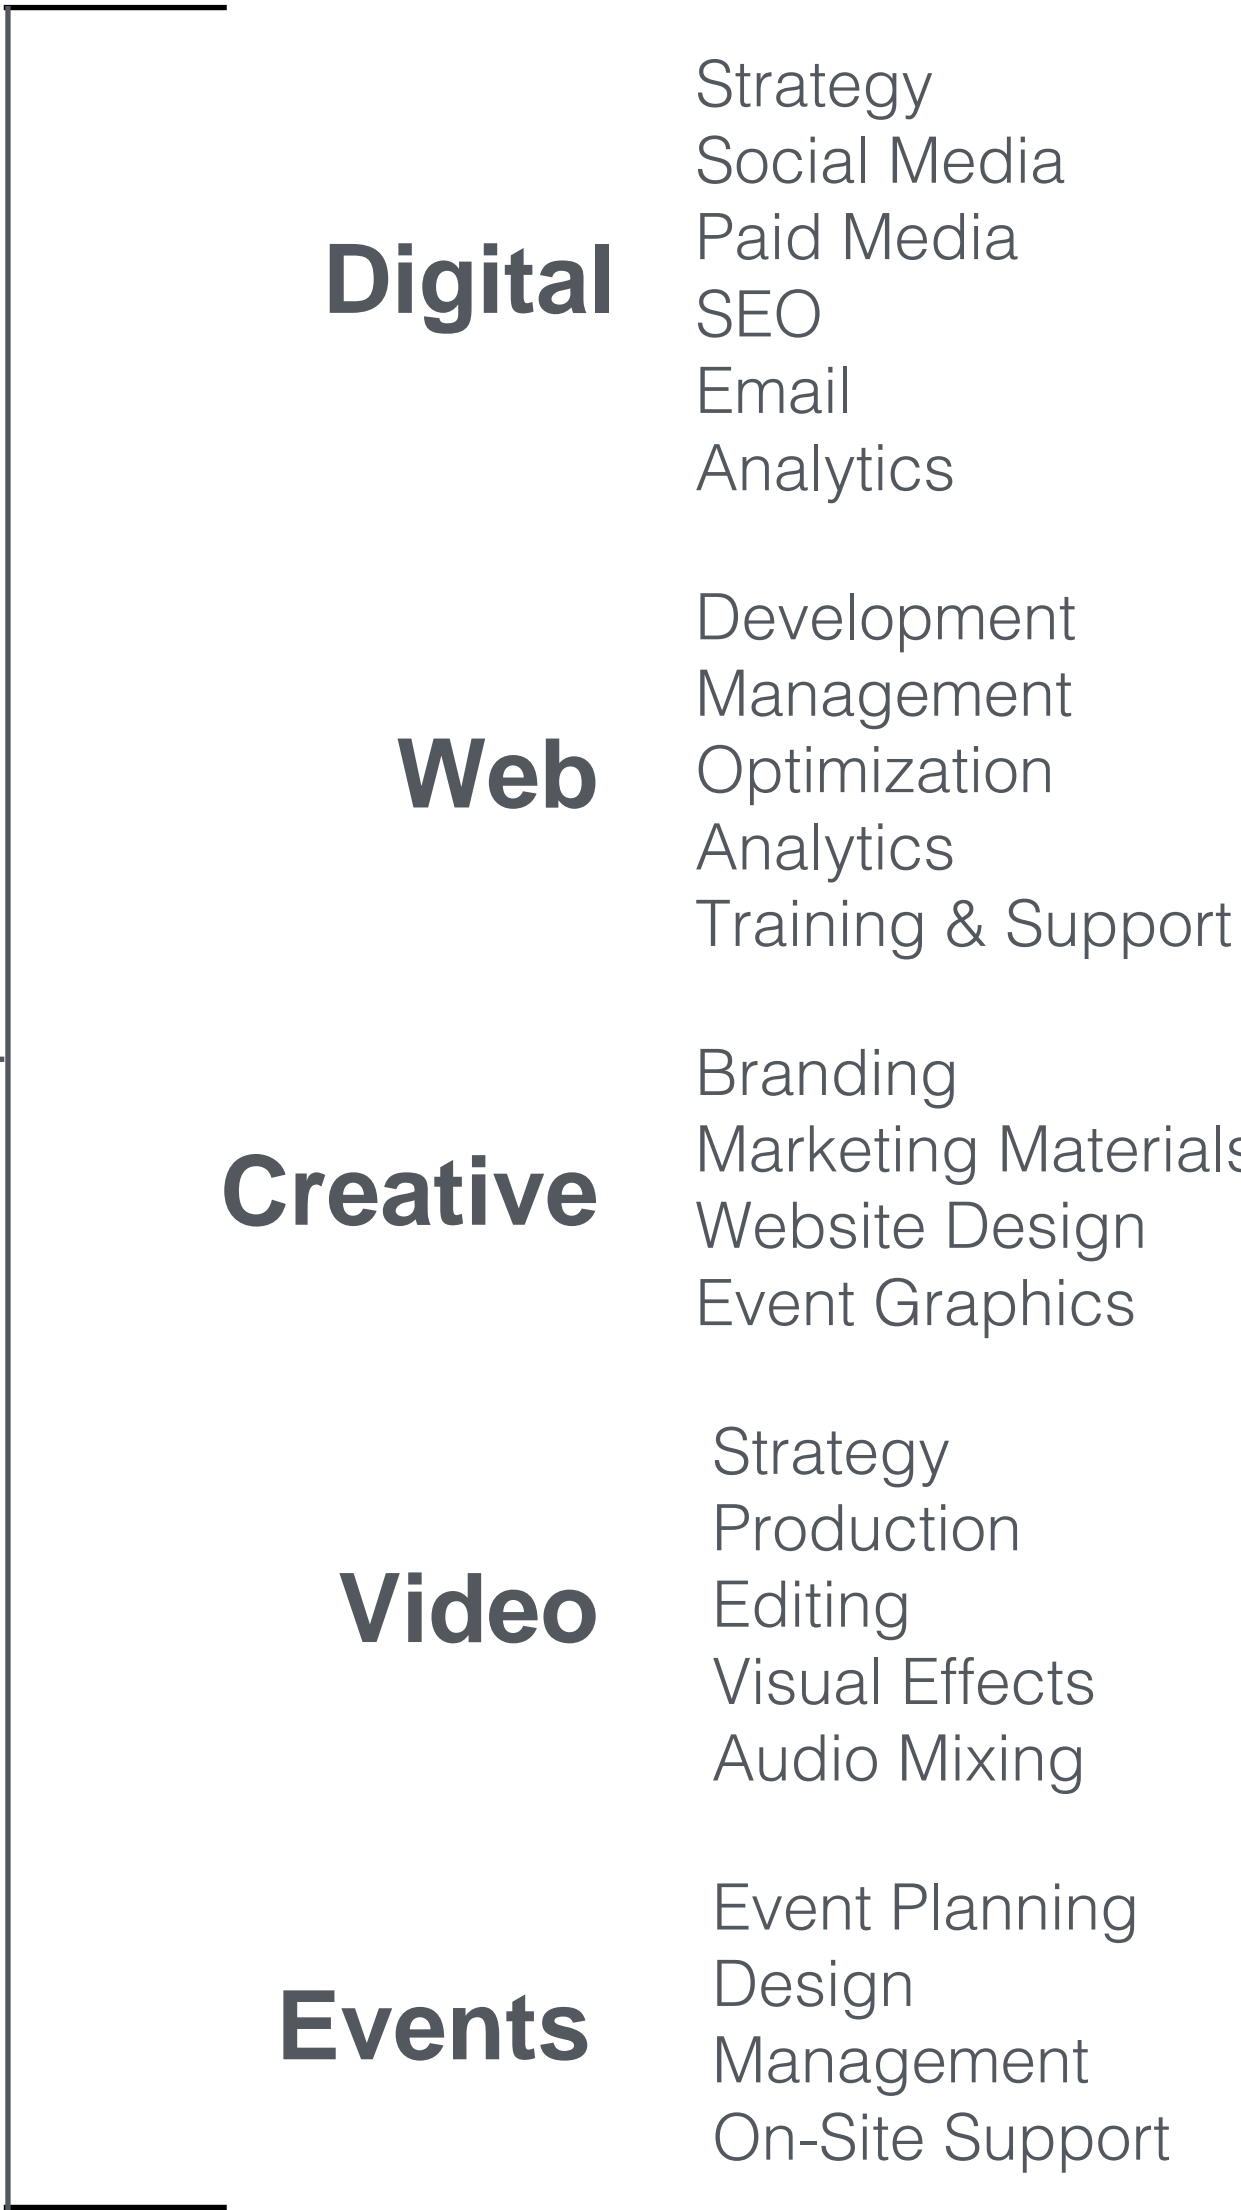 Digital
Strategy
Social Media
Paid Media
SEO
Email
Analytics
Web
Development
Management
Optimization
Analytics
Training & Support
Creative
Branding
Marketing Materials
Website Design
Event Graphics
Video
Strategy
Production
Editing
Visual Effects
Audio Mixing
Events
Event Planning
Design
Management
On-Site Support